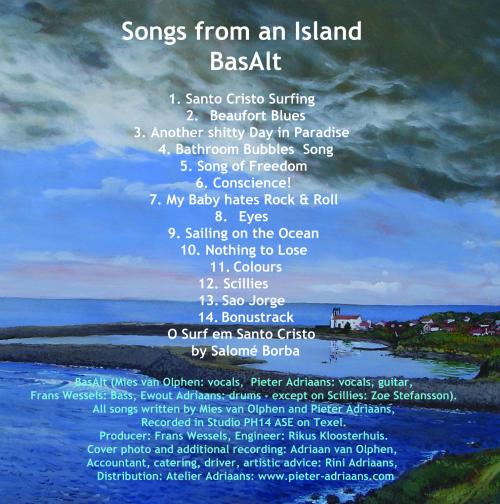 Songs from an Island
BasAlt
1. Santo Cristo Surfing
2. Beaufort Blues
3. Another shitty Day in Paradise
4. Bathroom Bubbles Song
5. Song of Freedom
6. Conscience!
7. My Baby hates Rock & Roll
8. Eyes
9. Sailing on the Ocean
10. Nothing to Lose
11. Colours
12. Scillies
13. Sao Jorge
14. Bonustrack
O Surf em Santo Cristo
by Salomé Borba
BasAlt (Mies van Olphen: vocals, Pieter Adriaans: vocals, guitar,
Frans Wessels: Bass, Ewout Adriaans: drums - except on Scillies: Zoe Stefansson).
All songs written by Mies van Olphen and Pieter Adriaans,
Recorded in Studio PH14 ASE on Texel.
Producer: Frans Wessels, Engineer: Rikus Kloosterhuis.
Cover photo and additional recording: Adriaan van Olphen,
Accountant, catering, driver, artistic advice: Rini Adriaans,
Distribution: Atelier Adriaans: www.pieter-adriaans.com